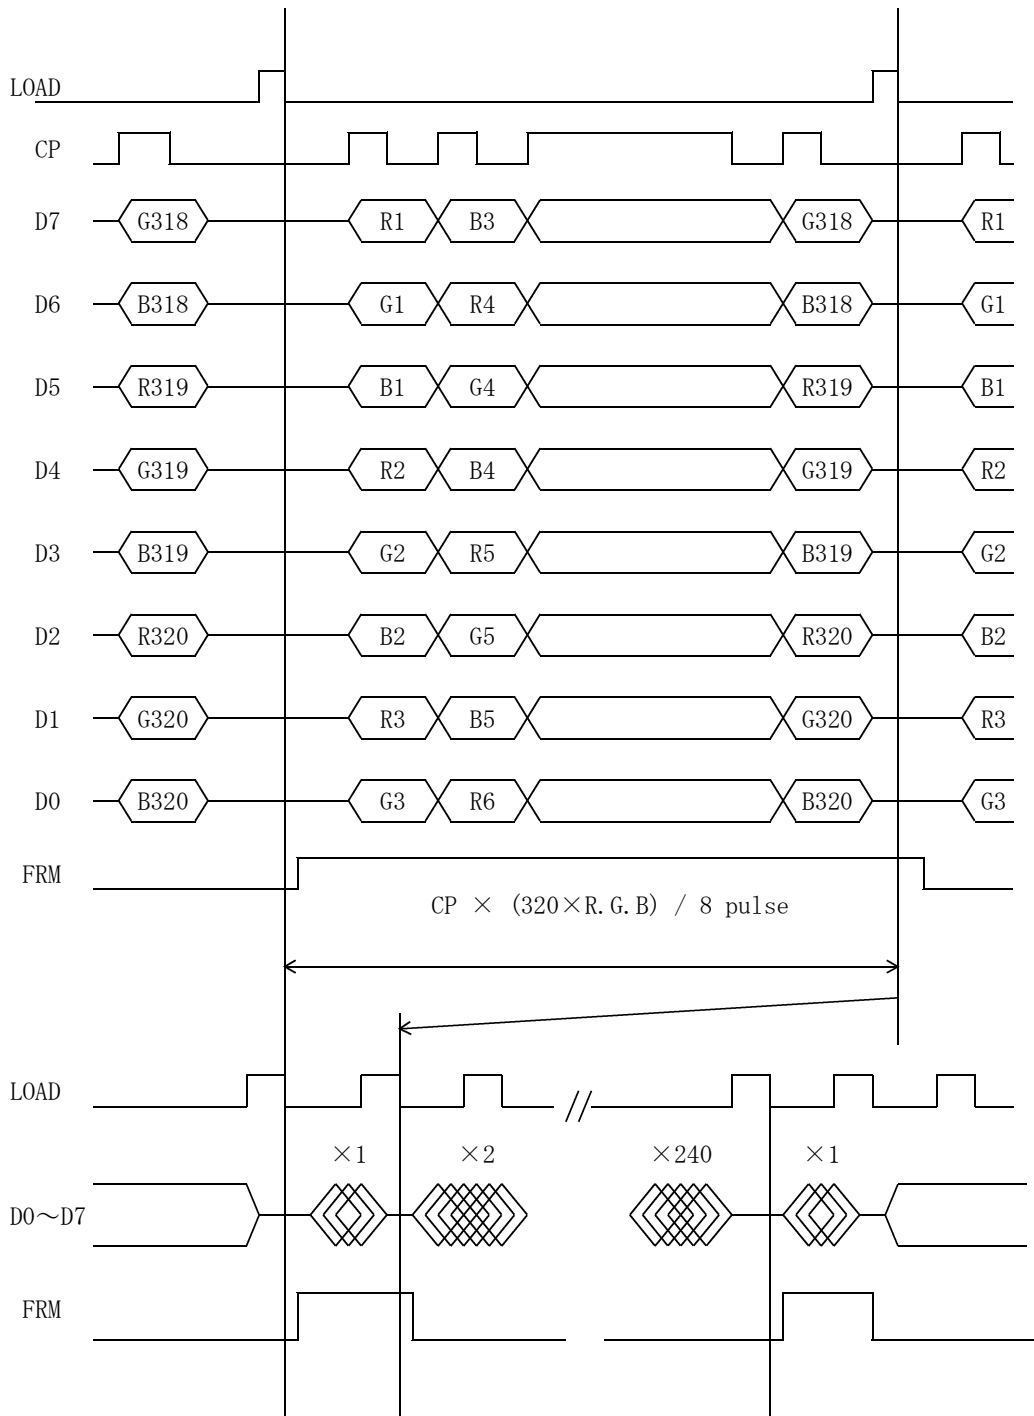 LOAD
CP
D7 G318 R1 B3 G318 R1
D6 B318 G1 R4 B318 G1
D5 R319 B1 G4 R319 B1
D4 G319 R2 B4 G319 R2
D3 B319 G2 R5 B319 G2
D2 R320 B2 G5 R320 B2
D1 G320 R3 B5 G320 R3
D0 B320 G3 R6 B320 G3
FRM
CP × (320×R.G.B) / 8 pulse
LOAD
×1 ×2 ×240 ×1
D0～D7
FRM